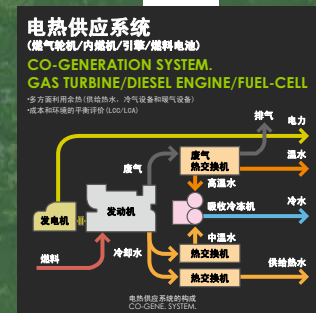 电热供应系统
(燃气轮机/内燃机/引擎/燃料电池)
CO-GENERATION SYSTEM.
GAS TURBINE/DIESEL ENGINE/FUEL-CELL
·多方面利用余热(供给热水、冷气设备和暖气设备)
·成本和环境的平衡评价(LCC/LCA)
排气
电力
废气
废气
热交换机
温水
高温水
发电机
发动机
吸收冷冻机
冷水
中温水
燃料
冷却水
热交换机
供给热水
热交换机
电热供应系统的构成
CO-GENE. SYSTEM.